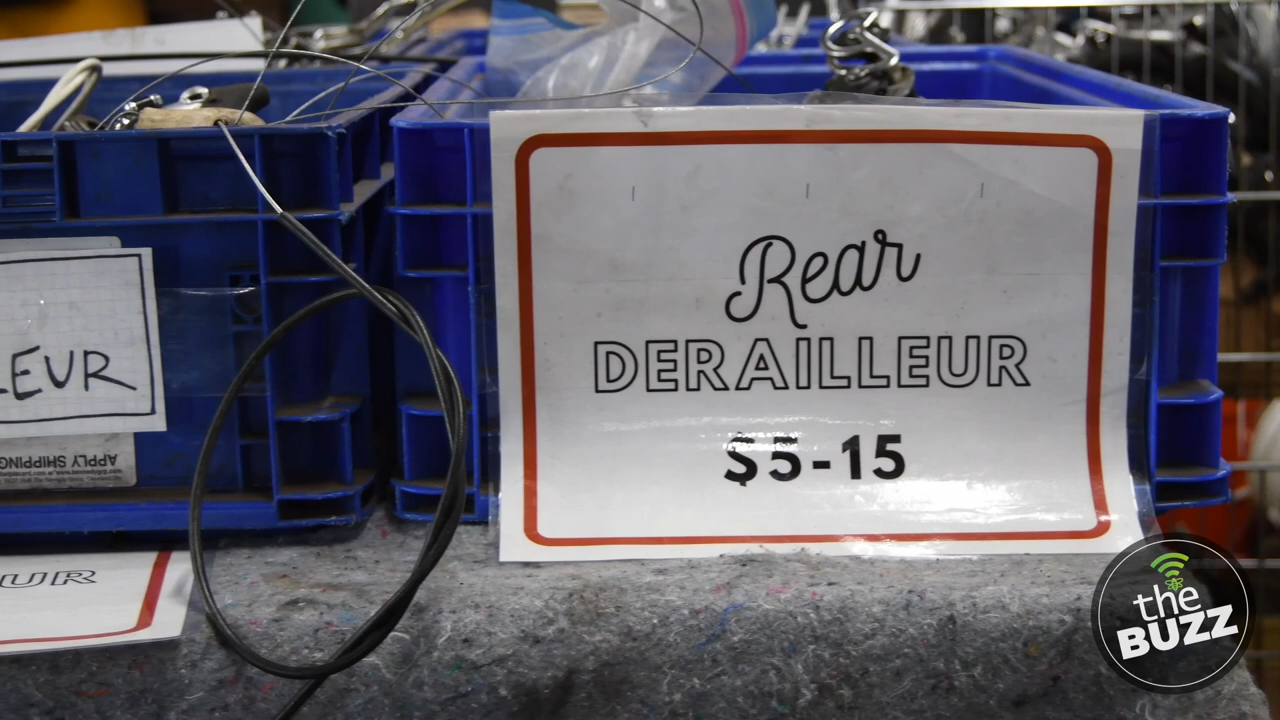 Rear
DERAILLEUR
$5-15
LEUR
APPLY SHIPPING
UR
the
BUZZ